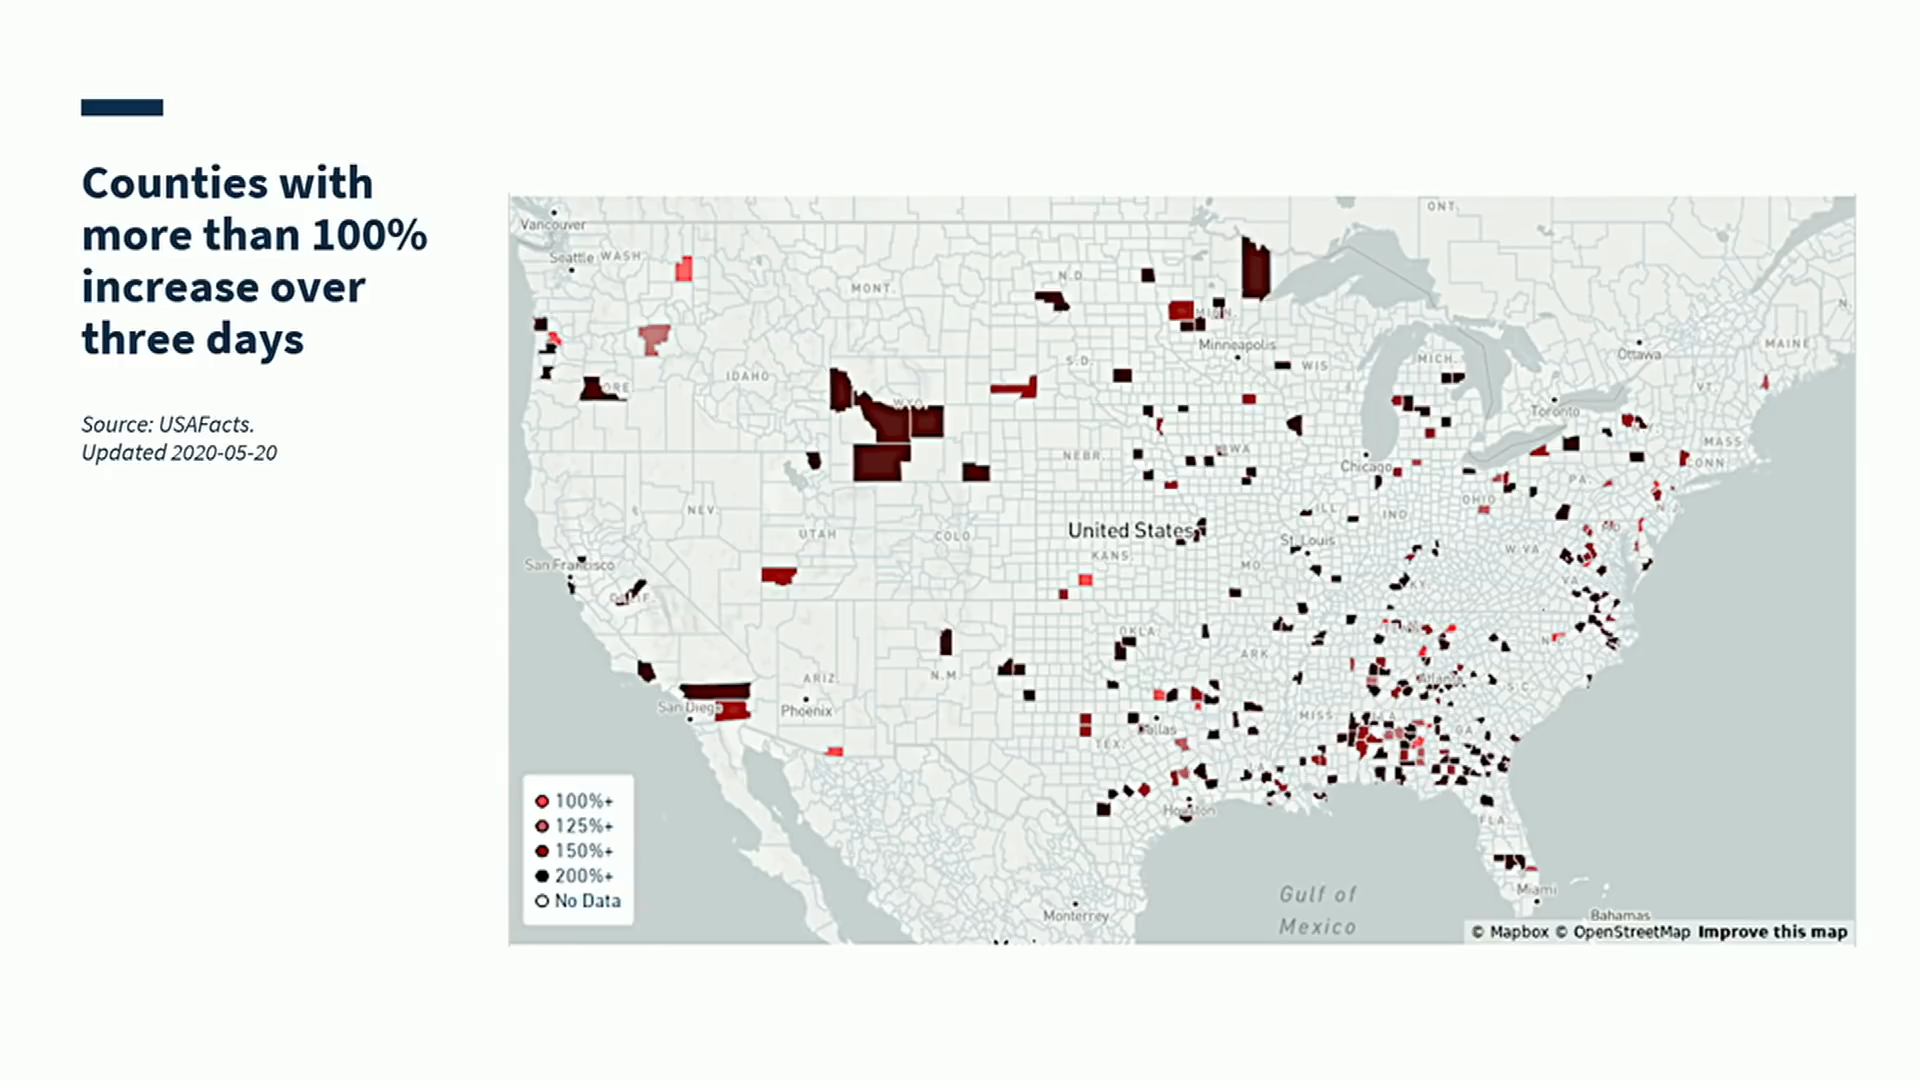 Counties with
more than 100%
increase over
three days
Source: USAFacts.
Updated 2020-05-20
Vancouver
Seattle
WASH.
MONT.
N.D.
ONT.
MINN.
Minneapolis
WIS
MICH.
Ottawa
MAINE
VT.
N.
Toronto
N.Y.
MASS
CONN
ORE
IDAHO
WYO.
S.D.
NEBR.
IOWA
Chicago
OHIO
PA.
N.J.
NEV.
UTAH
COLO
United States
KANS
ILL
IND
St. Louis
MO.
W.VA
VA.
MD
KY.
San Francisco
CALIF.
OKLA.
ARK
TENN.
N.C.
ARIZ.
N.M.
San Diego
Phoenix
Dallas
TEX.
MISS
ALA
Atlanta
S.C.
GA
LA
Houston
FLA
Miami
Monterrey
Gulf of
Mexico
Bahamas
100%+
125%+
150%+
200%+
No Data
© Mapbox © OpenStreetMap Improve this map